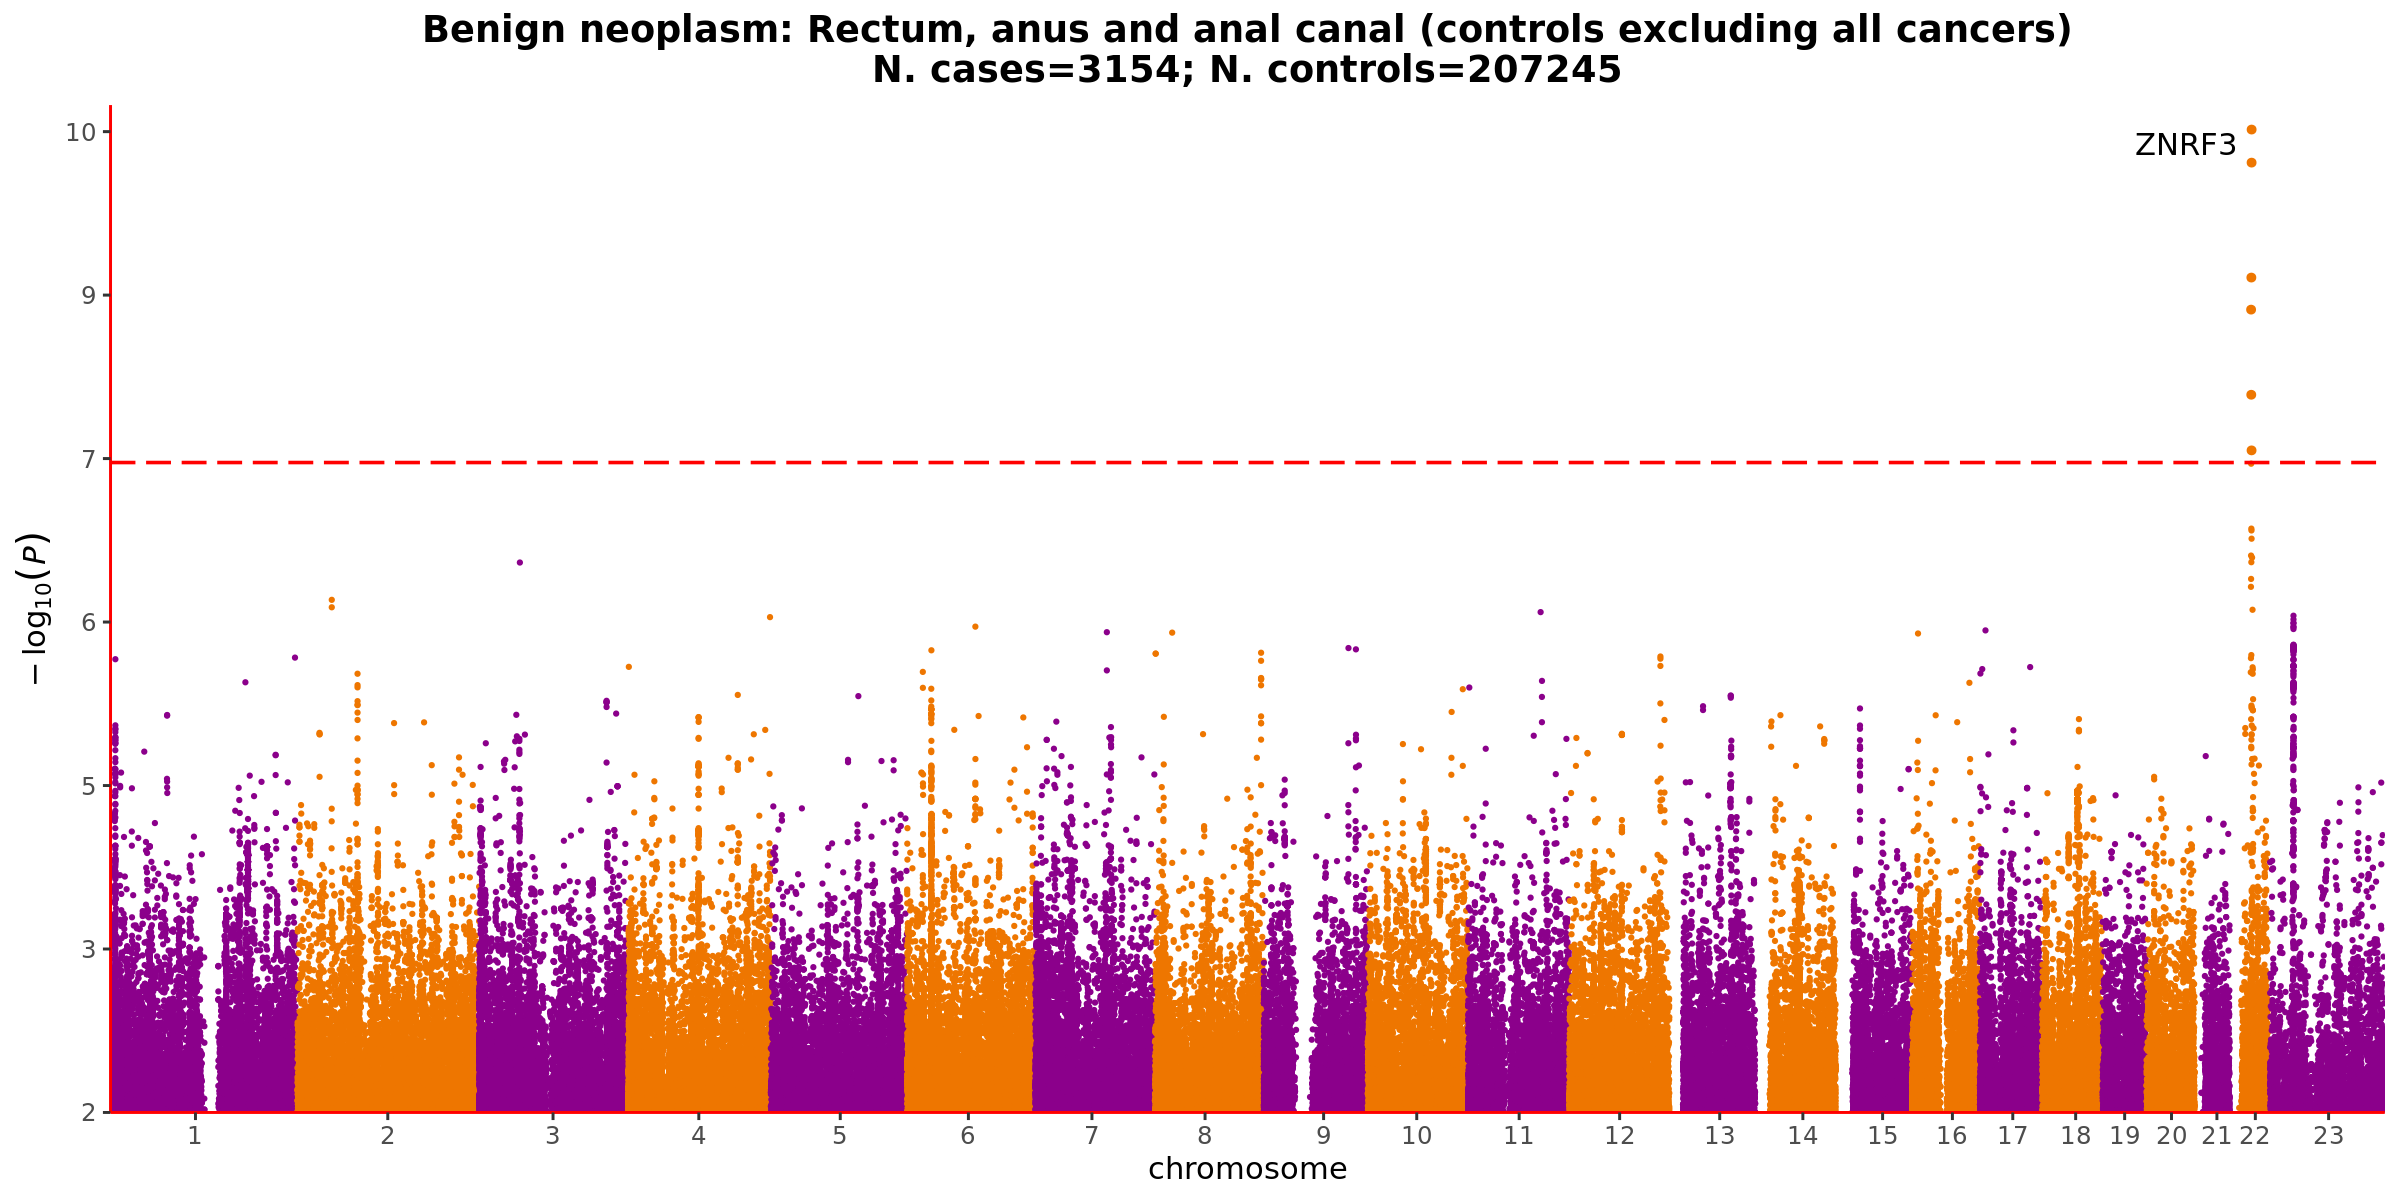 Benign neoplasm: Rectum, anus and anal canal (controls excluding all cancers)
N. cases=3154; N. controls=207245
10
ZNRF3
9
7
6
5
3
2
−log10(P)
1 2 3 4 5 6 7 8 9 10 11 12 13 14 15 16 17 18 19 20 21 22 23
chromosome